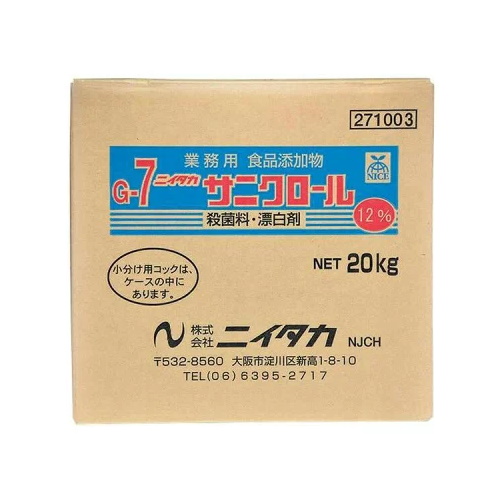 271003
業務用 食品添加物
G-7 ニイタカ サニクロール
NICE
殺菌料・漂白剤
12%
小分け用コックは、
ケースの中に
あります。
NET 20kg
株式会社 ニイタカ NJCH
〒532-8560 大阪市淀川区新高1-8-10
TEL(06)6395-2717